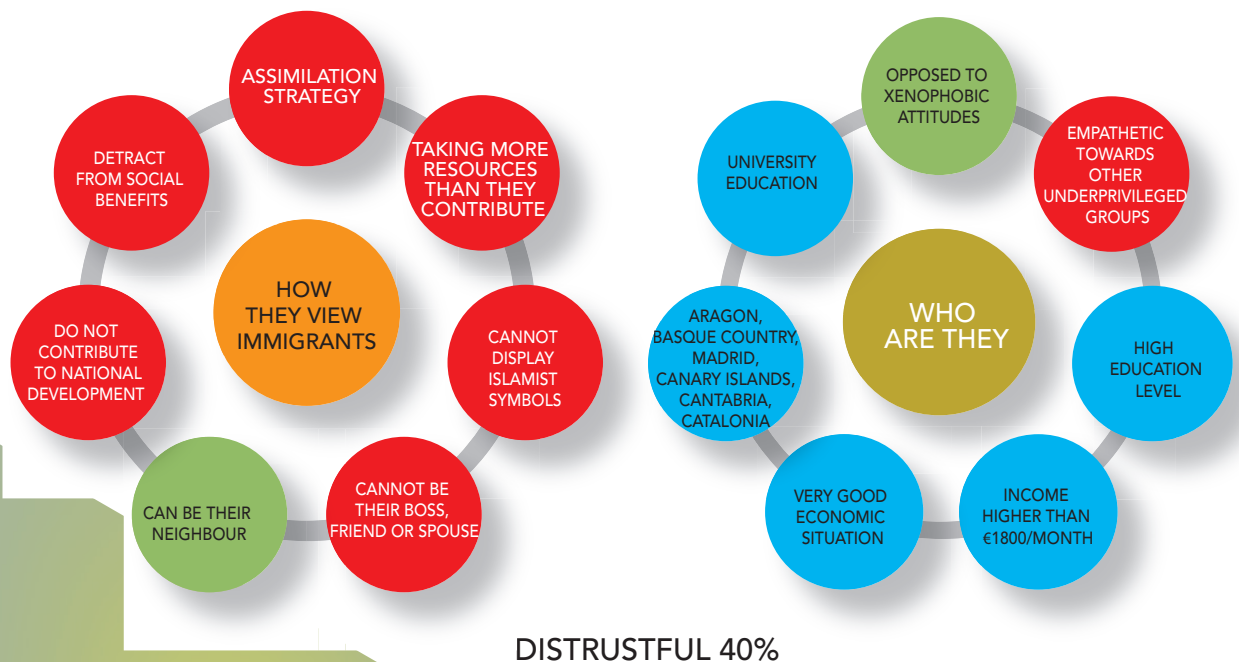 ASSIMILATION
STRATEGY
TAKING MORE
RESOURCES
THAN THEY
CONTRIBUTE
CANNOT
DISPLAY
ISLAMIST
SYMBOLS
CANNOT BE
THEIR BOSS,
FRIEND OR SPOUSE
CAN BE THEIR
NEIGHBOUR
DO NOT
CONTRIBUTE
TO NATIONAL
DEVELOPMENT
DETRACT
FROM SOCIAL
BENEFITS
HOW
THEY VIEW
IMMIGRANTS
OPPOSED TO
XENOPHOBIC
ATTITUDES
EMPATHETIC
TOWARDS
OTHER
UNDERPRIVILEGED
GROUPS
HIGH
EDUCATION
LEVEL
INCOME
HIGHER THAN
€1800/MONTH
VERY GOOD
ECONOMIC
SITUATION
ARAGON,
BASQUE COUNTRY,
MADRID,
CANARY ISLANDS,
CANTABRIA,
CATALONIA
UNIVERSITY
EDUCATION
WHO
ARE THEY
DISTRUSTFUL 40%